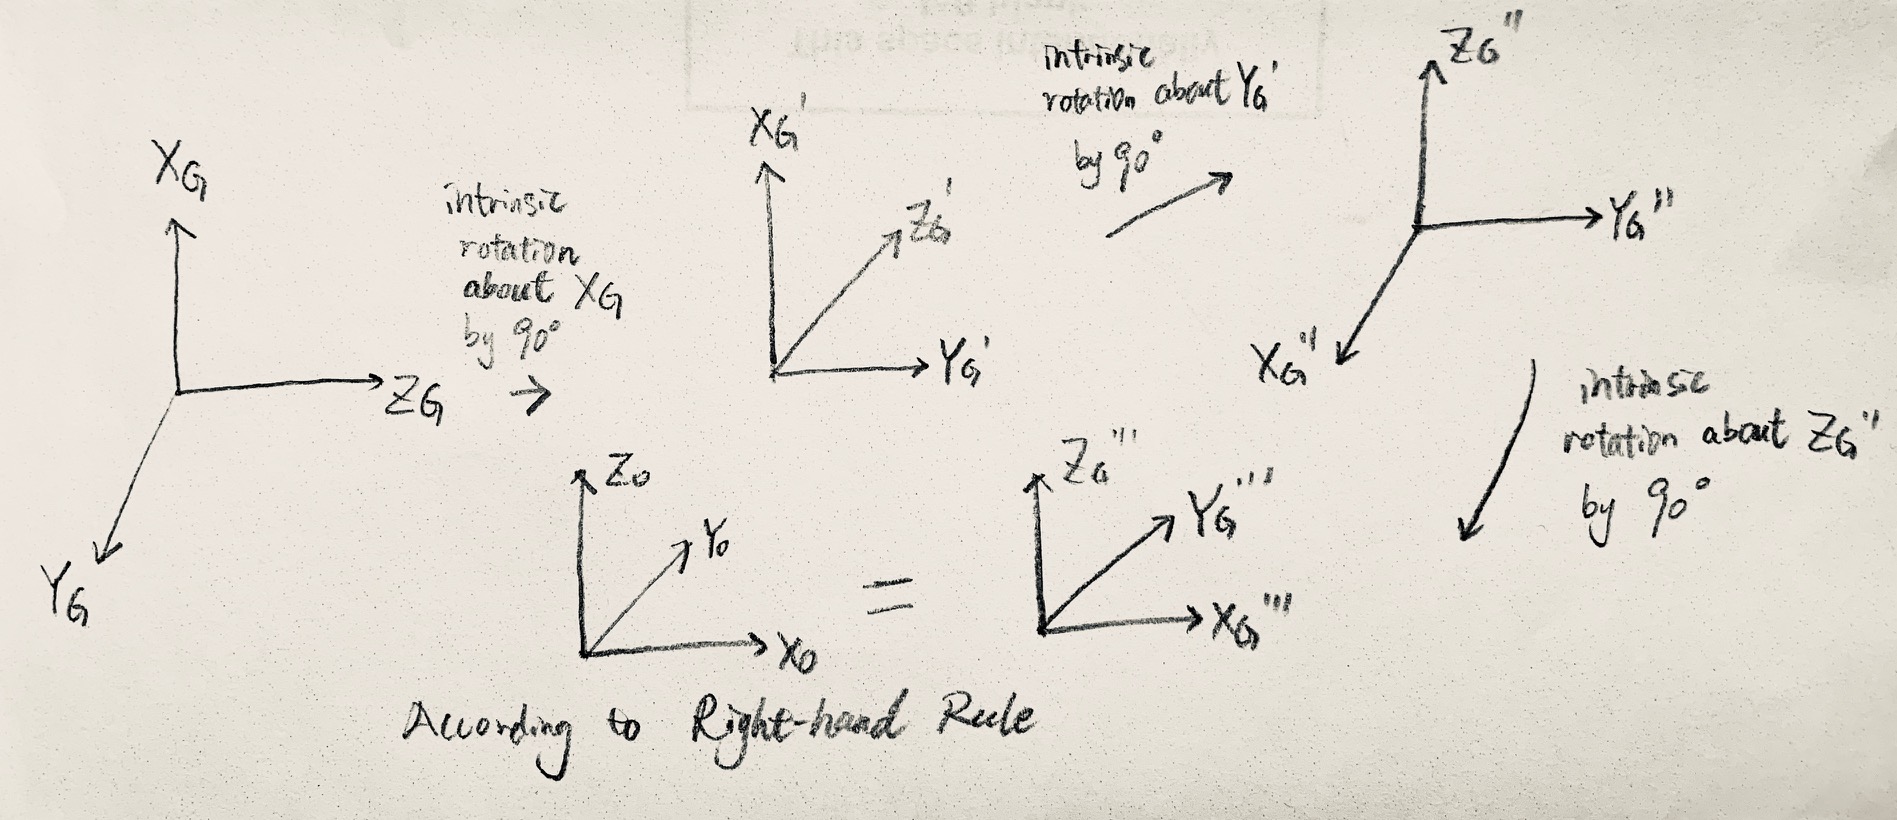 X_G
Z_G
Y_G
intrinsic
rotation
about X_G
by 90°
X_G'
Z_G'
Y_G'
intrinsic
rotation about Y_G'
by 90°
Z_G''
Y_G''
X_G''
intrinsic
rotation about Z_G''
by 90°
Z_0
Y_0
X_0
=
Z_G'''
Y_G'''
X_G'''
According to Right-hand Rule